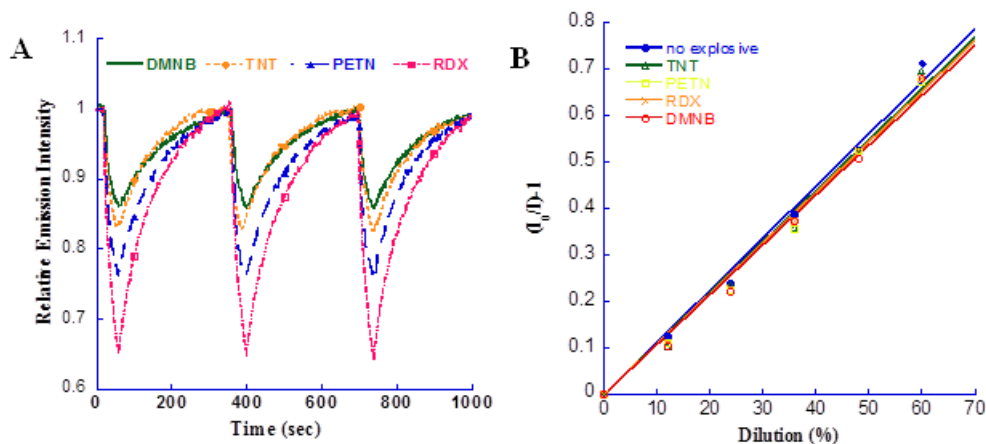 A
1.1
DMNB TNT PETN RDX
1
0.9
0.8
0.7
0.6
0 200 400 600 800 1000
Relative Emission Intensity
Time (sec)
B
0.8
no explosive
TNT
PETN
RDX
DMNB
0.7
0.6
0.5
0.4
0.3
0.2
0.1
0
0 10 20 30 40 50 60 70
(I₀/I)-1
Dilution (%)